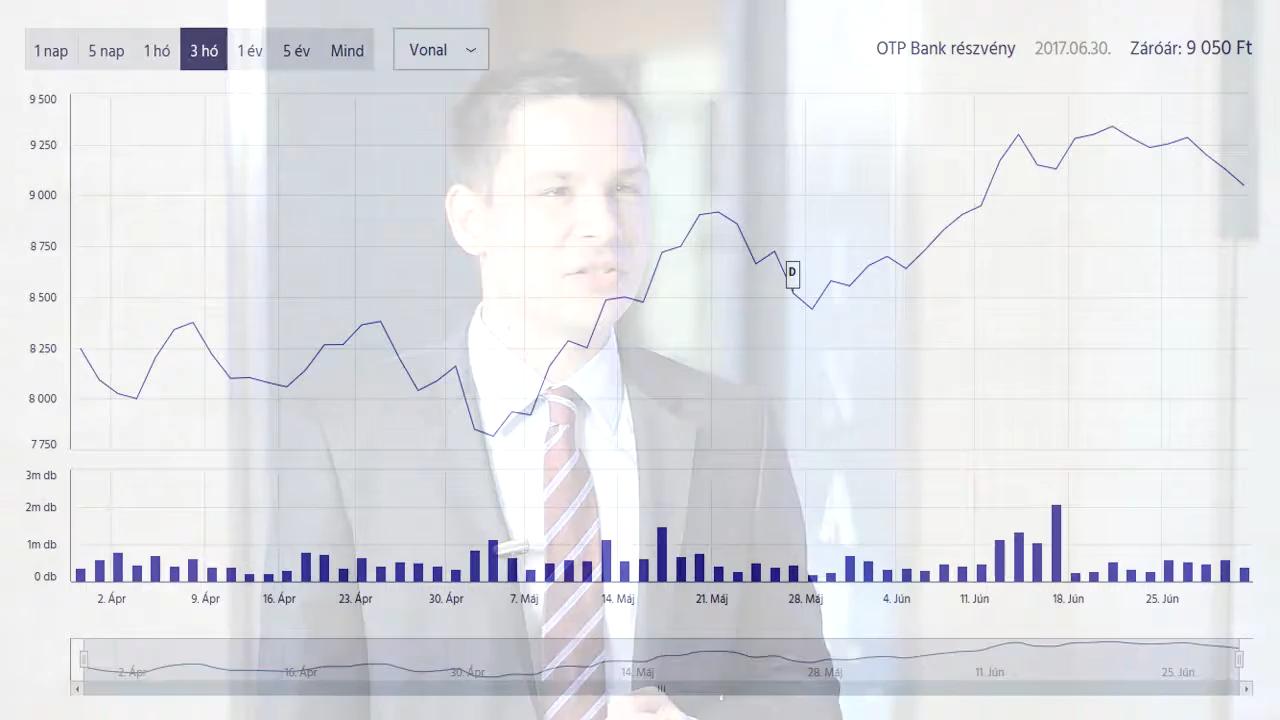 1 nap 5 nap 1 hó 3 hó 1 év 5 év Mind Vonal OTP Bank részvény 2017.06.30. Záróár: 9 050 Ft
9 500
9 250
9 000
8 750
D
8 500
8 250
8 000
7 750
3m db
2m db
1m db
0 db
2. Ápr 9. Ápr 16. Ápr 23. Ápr 30. Ápr 7. Máj 14. Máj 21. Máj 28. Máj 4. Jún 11. Jún 18. Jún 25. Jún
2. Ápr 16. Ápr 30. Ápr 14. Máj 28. Máj 11. Jún 25. Jún